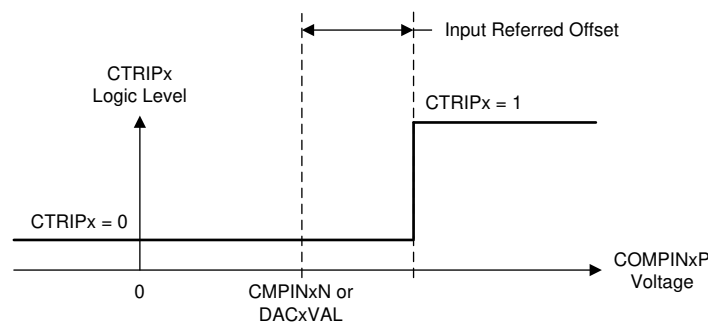 Input Referred Offset
CTRIPx
Logic Level
CTRIPx = 1
CTRIPx = 0
COMPINxP
Voltage
0
CMPINxN or
DACxVAL